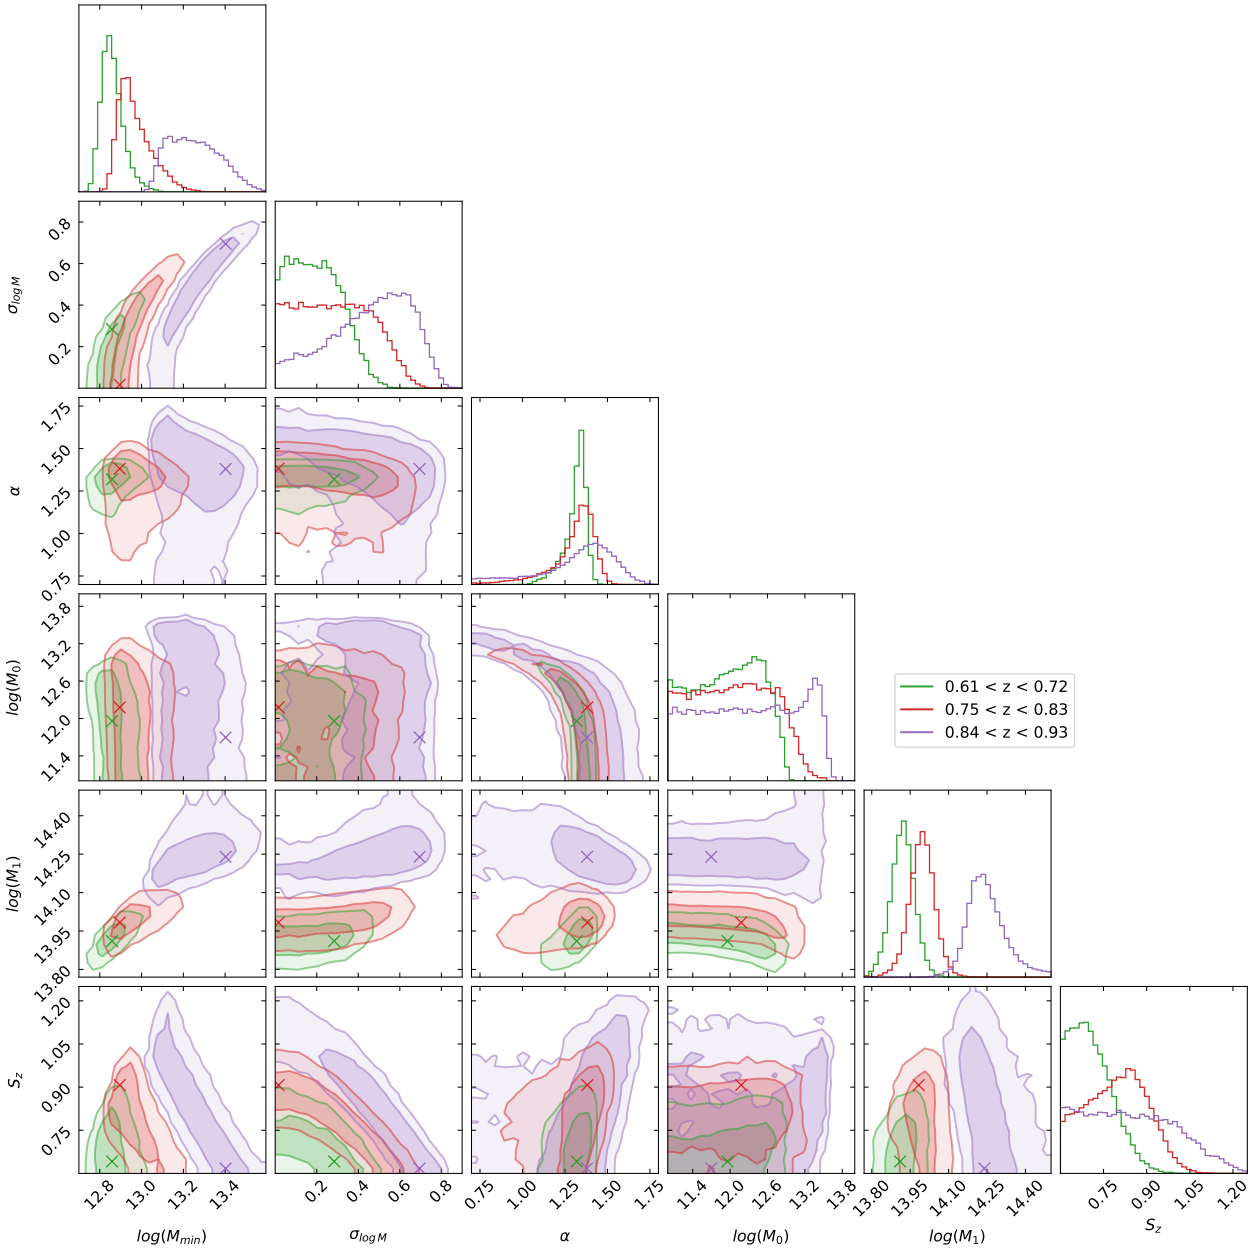 0.8
0.6
0.4
0.2
σ_{log M}
1.75
1.50
1.25
1.00
0.75
α
13.8
13.2
12.6
12.0
11.4
log(M_0)
0.61 < z < 0.72
0.75 < z < 0.83
0.84 < z < 0.93
14.40
14.25
14.10
13.95
13.80
log(M_1)
1.20
1.05
0.90
0.75
S_z
12.8 13.0 13.2 13.4
0.2 0.4 0.6 0.8
0.75 1.00 1.25 1.50 1.75
11.4 12.0 12.6 13.2 13.8
13.80 13.95 14.10 14.25 14.40
0.75 0.90 1.05 1.20
log(M_{min}) σ_{log M} α log(M_0) log(M_1) S_z